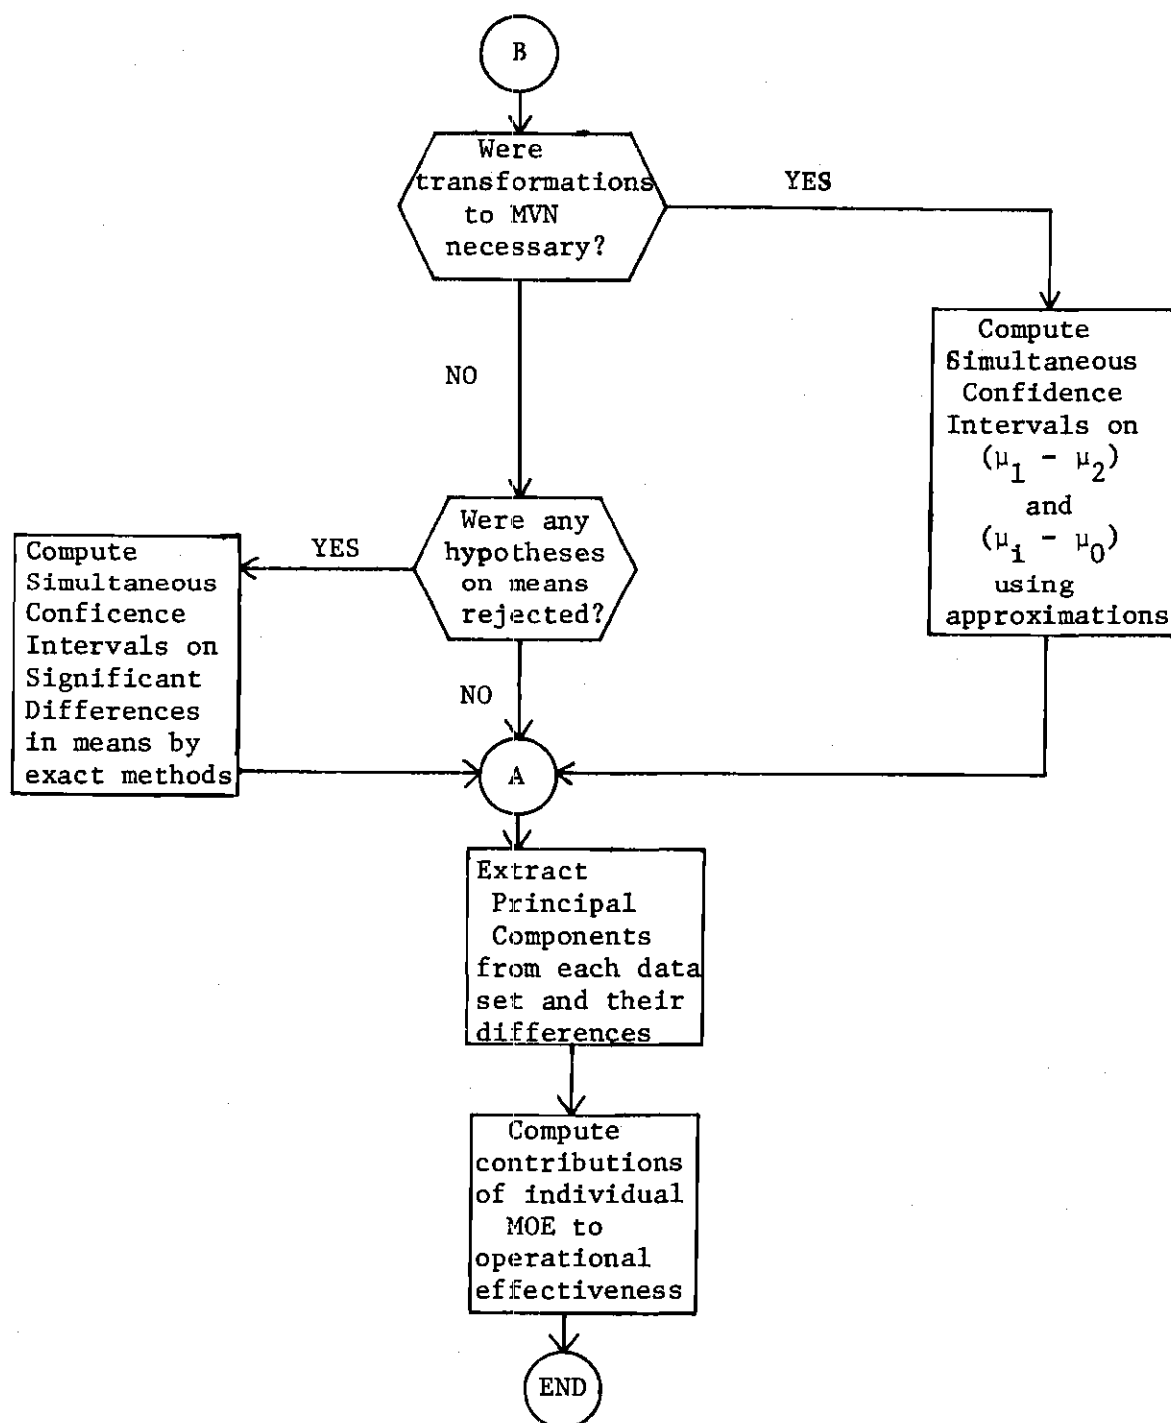 B
Were
transformations
to MVN
necessary?
YES
NO
Compute
Simultaneous
Confidence
Intervals on
(μ1 - μ2)
and
(μi - μ0)
using
approximations
Were any
hypotheses
on means
rejected?
YES
NO
Compute
Simultaneous
Conficence
Intervals on
Significant
Differences
in means by
exact methods
A
Extract
Principal
Components
from each data
set and their
differences
Compute
contributions
of individual
MOE to
operational
effectiveness
END